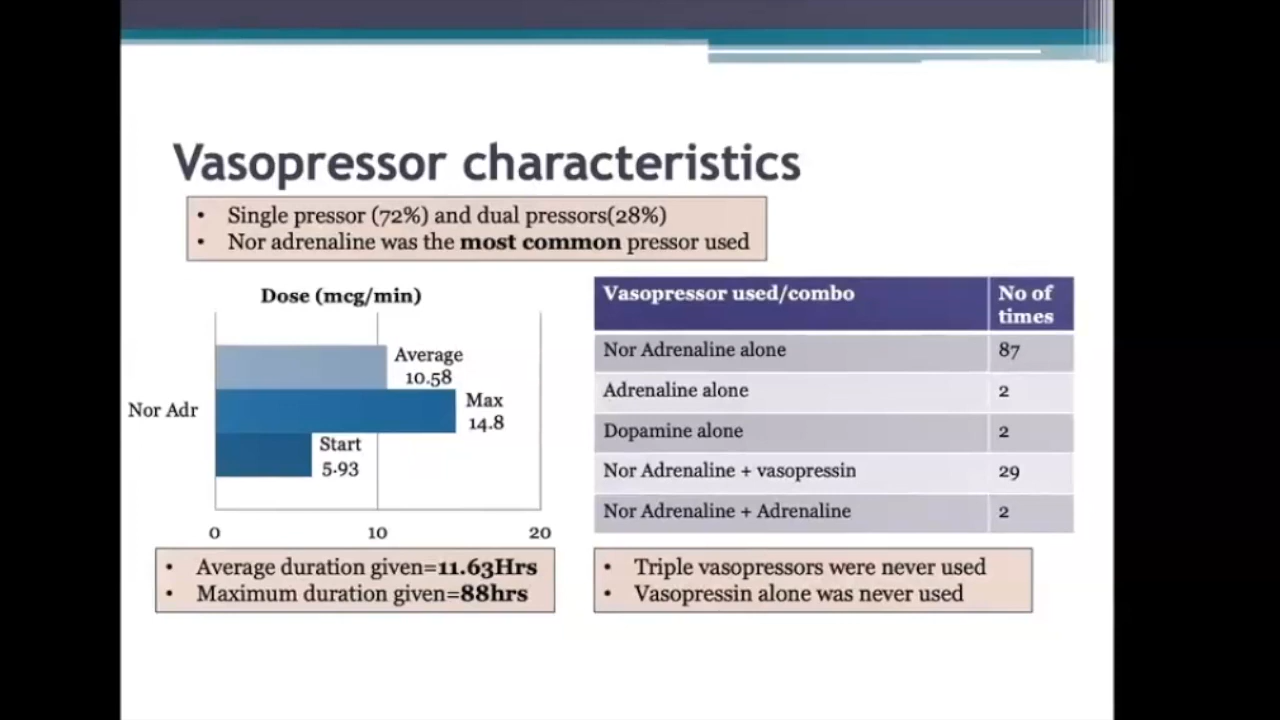 Vasopressor characteristics
• Single pressor (72%) and dual pressors(28%)
• Nor adrenaline was the most common pressor used
Dose (mcg/min)
Average
10.58
Nor Adr
Max
14.8
Start
5.93
0 10 20
• Average duration given=11.63Hrs
• Maximum duration given=88hrs
Vasopressor used/combo No of
times
Nor Adrenaline alone 87
Adrenaline alone 2
Dopamine alone 2
Nor Adrenaline + vasopressin 29
Nor Adrenaline + Adrenaline 2
• Triple vasopressors were never used
• Vasopressin alone was never used